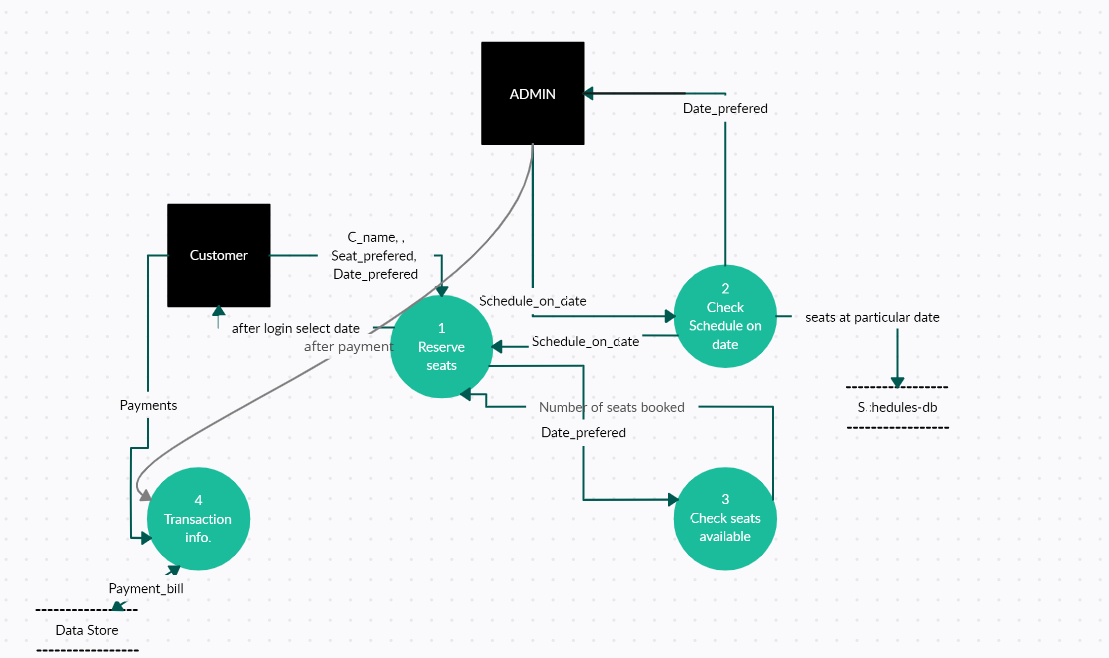 ADMIN
Date_prefered
Customer
C_name, ,
Seat_prefered,
Date_prefered
Schedule_on_date
2
Check
Schedule on
date
seats at particular date
after login select date
after payment
1
Reserve
seats
Schedule_on_date
Payments
Number of seats booked
Date_prefered
S hedules-db
4
Transaction
info.
3
Check seats
available
Payment_bill
Data Store